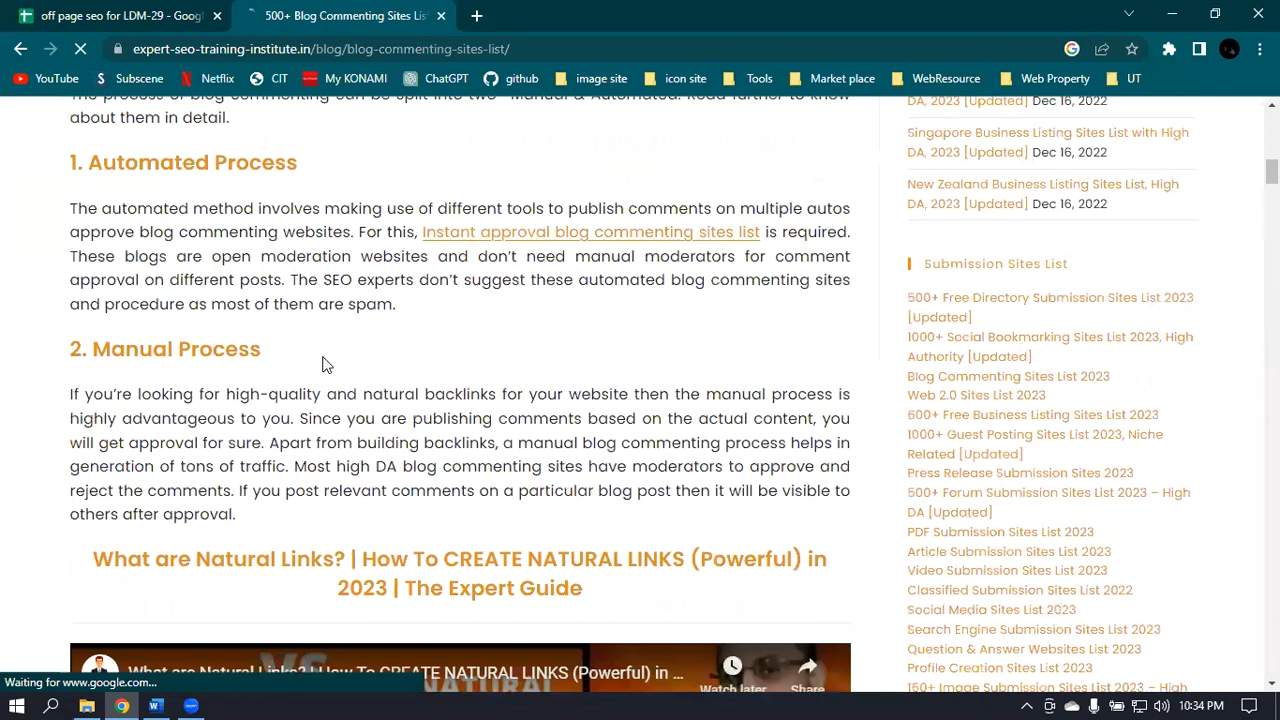 off page seo for LDM-29 - Googl
500+ Blog Commenting Sites Lis
expert-seo-training-institute.in/blog/blog-commenting-sites-list/
YouTube
Subscene
Netflix
CIT
My KONAMI
ChatGPT
github
image site
icon site
Tools
Market place
WebResource
Web Property
UT
about them in detail.
1. Automated Process
The automated method involves making use of different tools to publish comments on multiple autos
approve blog commenting websites. For this, Instant approval blog commenting sites list is required.
These blogs are open moderation websites and don't need manual moderators for comment
approval on different posts. The SEO experts don't suggest these automated blog commenting sites
and procedure as most of them are spam.
2. Manual Process
If you're looking for high-quality and natural backlinks for your website then the manual process is
highly advantageous to you. Since you are publishing comments based on the actual content, you
will get approval for sure. Apart from building backlinks, a manual blog commenting process helps in
generation of tons of traffic. Most high DA blog commenting sites have moderators to approve and
reject the comments. If you post relevant comments on a particular blog post then it will be visible to
others after approval.
What are Natural Links? | How To CREATE NATURAL LINKS (Powerful) in
2023 | The Expert Guide
What are Natural Links? | How To CREATE NATURAL LINKS (Powerful) in ...
Watch later
Share
DA, 2023 [Updated] Dec 16, 2022
Singapore Business Listing Sites List with High
DA, 2023 [Updated] Dec 16, 2022
New Zealand Business Listing Sites List, High
DA, 2023 [Updated] Dec 16, 2022
Submission Sites List
500+ Free Directory Submission Sites List 2023
[Updated]
1000+ Social Bookmarking Sites List 2023, High
Authority [Updated]
Blog Cammenting Sites List 2023
Web 2.0 Sites List 2023
600+ Free Business Listing Sites List 2023
1000+ Guest Posting Sites List 2023, Niche
Related [Updated]
Press Release Submission Sites 2023
500+ Forum Submission Sites List 2023 – High
DA [Updated]
PDF Submission Sites List 2023
Article Submission Sites List 2023
Video Submission Sites List 2023
Classified Submission Sites List 2022
Social Media Sites List 2023
Search Engine Submission Sites List 2023
Question & Answer Websites List 2023
Profile Creation Sites List 2023
150+ Image Submission Sites List 2023 – High
Waiting for www.google.com...
10:34 PM